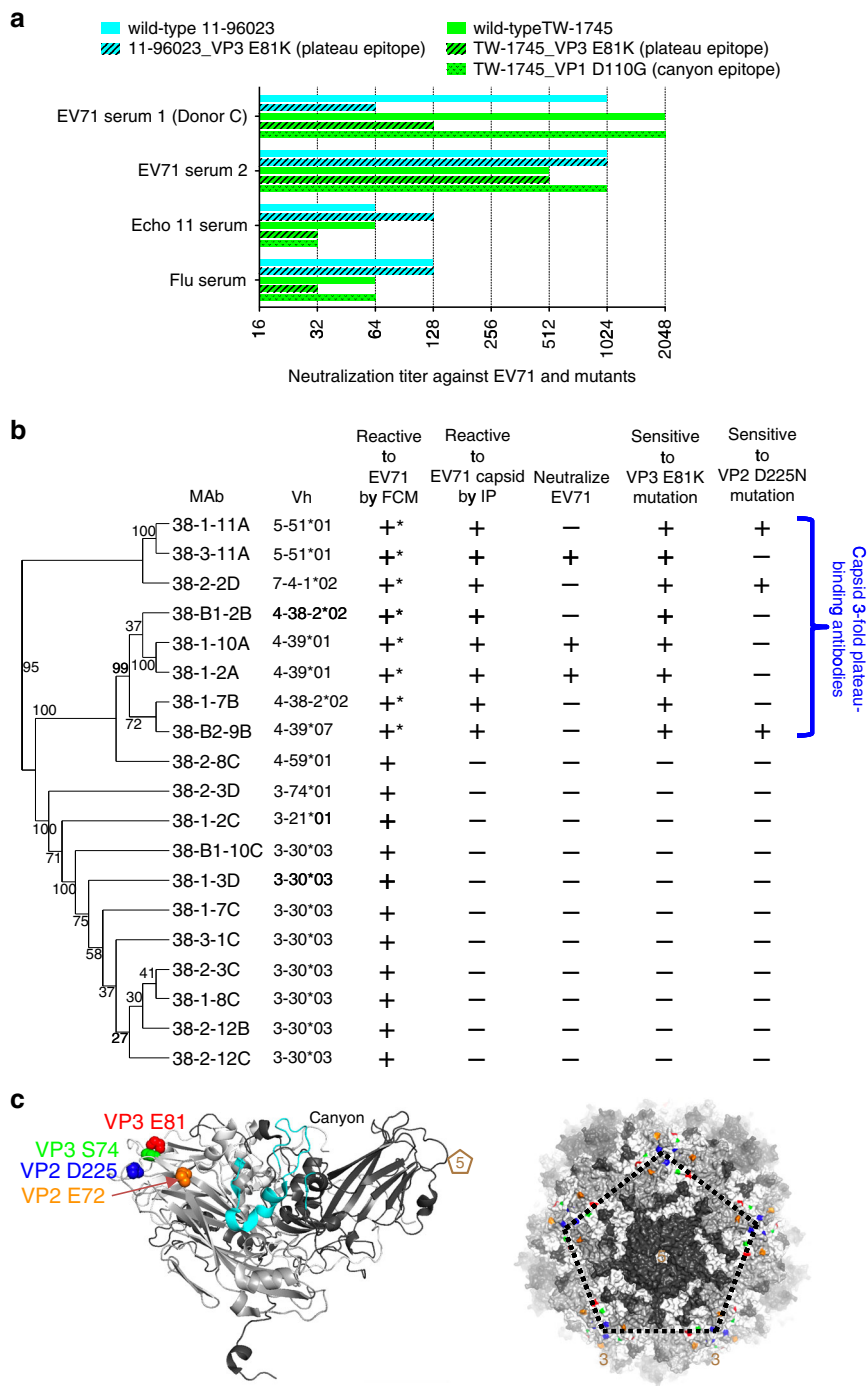 a
wild-type 11-96023
11-96023_VP3 E81K (plateau epitope)
wild-typeTW-1745
TW-1745_VP3 E81K (plateau epitope)
TW-1745_VP1 D110G (canyon epitope)
EV71 serum 1 (Donor C)
EV71 serum 2
Echo 11 serum
Flu serum
16 32 64 128 256 512 1024 2048
Neutralization titer against EV71 and mutants
b
MAb
Vh
Reactive
to
EV71
by FCM
Reactive
to
EV71 capsid
by IP
Neutralize
EV71
Sensitive
to
VP3 E81K
mutation
Sensitive
to
VP2 D225N
mutation
38-1-11A 5-51*01 +* + − + +
38-3-11A 5-51*01 +* + + + −
38-2-2D 7-4-1*02 +* + − + +
38-B1-2B 4-38-2*02 +* + − + −
38-1-10A 4-39*01 +* + + + −
38-1-2A 4-39*01 +* + + + −
38-1-7B 4-38-2*02 +* + − + −
38-B2-9B 4-39*07 +* + − + +
38-2-8C 4-59*01 + − − − −
38-2-3D 3-74*01 + − − − −
38-1-2C 3-21*01 + − − − −
38-B1-10C 3-30*03 + − − − −
38-1-3D 3-30*03 + − − − −
38-1-7C 3-30*03 + − − − −
38-3-1C 3-30*03 + − − − −
38-2-3C 3-30*03 + − − − −
38-1-8C 3-30*03 + − − − −
38-2-12B 3-30*03 + − − − −
38-2-12C 3-30*03 + − − − −
100
37
95
99
100
100
72
100
71
100
75
58
41
37
30
27
Capsid 3-fold plateau-
binding antibodies
c
VP3 E81
VP3 S74
VP2 D225
VP2 E72
Canyon
5
3
3